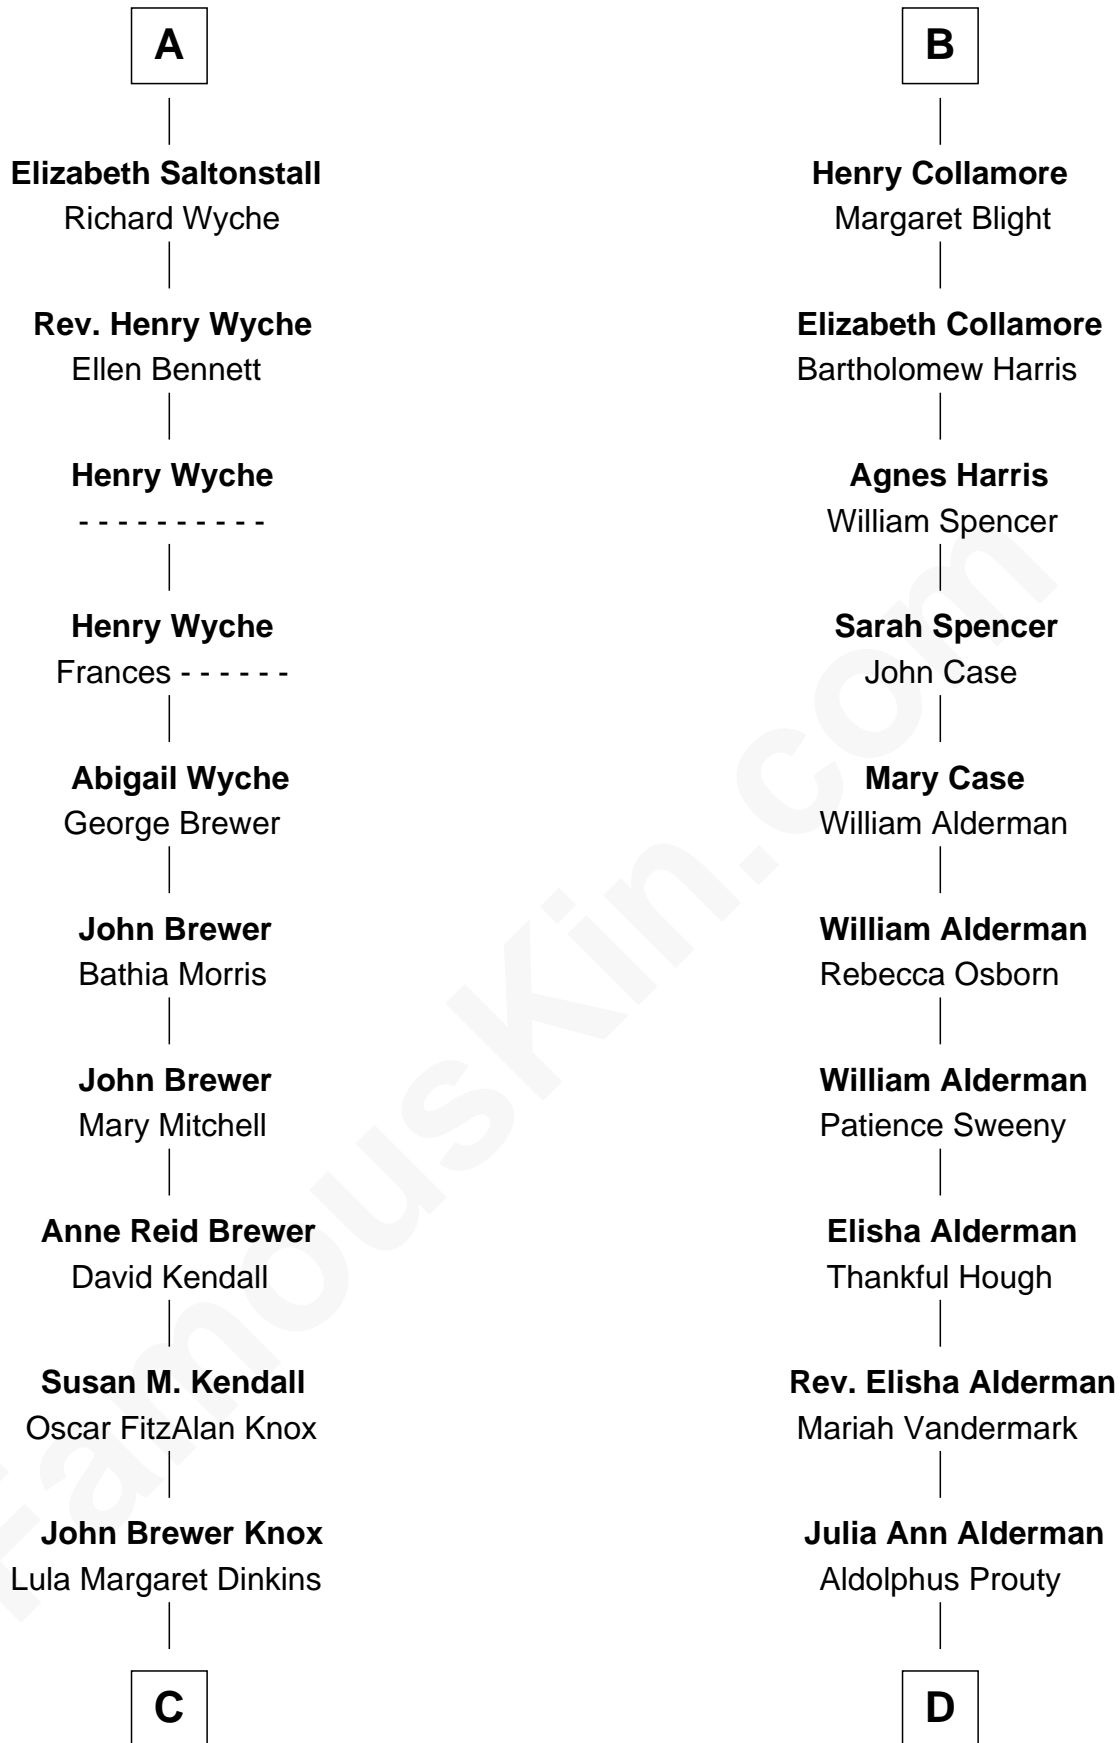 A
Elizabeth Saltonstall
Richard Wyche
Rev. Henry Wyche
Ellen Bennett
Henry Wyche
- - - - - - - - - -
Henry Wyche
Frances - - - - - -
Abigail Wyche
George Brewer
John Brewer
Bathia Morris
John Brewer
Mary Mitchell
Anne Reid Brewer
David Kendall
Susan M. Kendall
Oscar FitzAlan Knox
John Brewer Knox
Lula Margaret Dinkins
C
B
Henry Collamore
Margaret Blight
Elizabeth Collamore
Bartholomew Harris
Agnes Harris
William Spencer
Sarah Spencer
John Case
Mary Case
William Alderman
William Alderman
Rebecca Osborn
William Alderman
Patience Sweeny
Elisha Alderman
Thankful Hough
Rev. Elisha Alderman
Mariah Vandermark
Julia Ann Alderman
Aldolphus Prouty
D
FamousKin.com